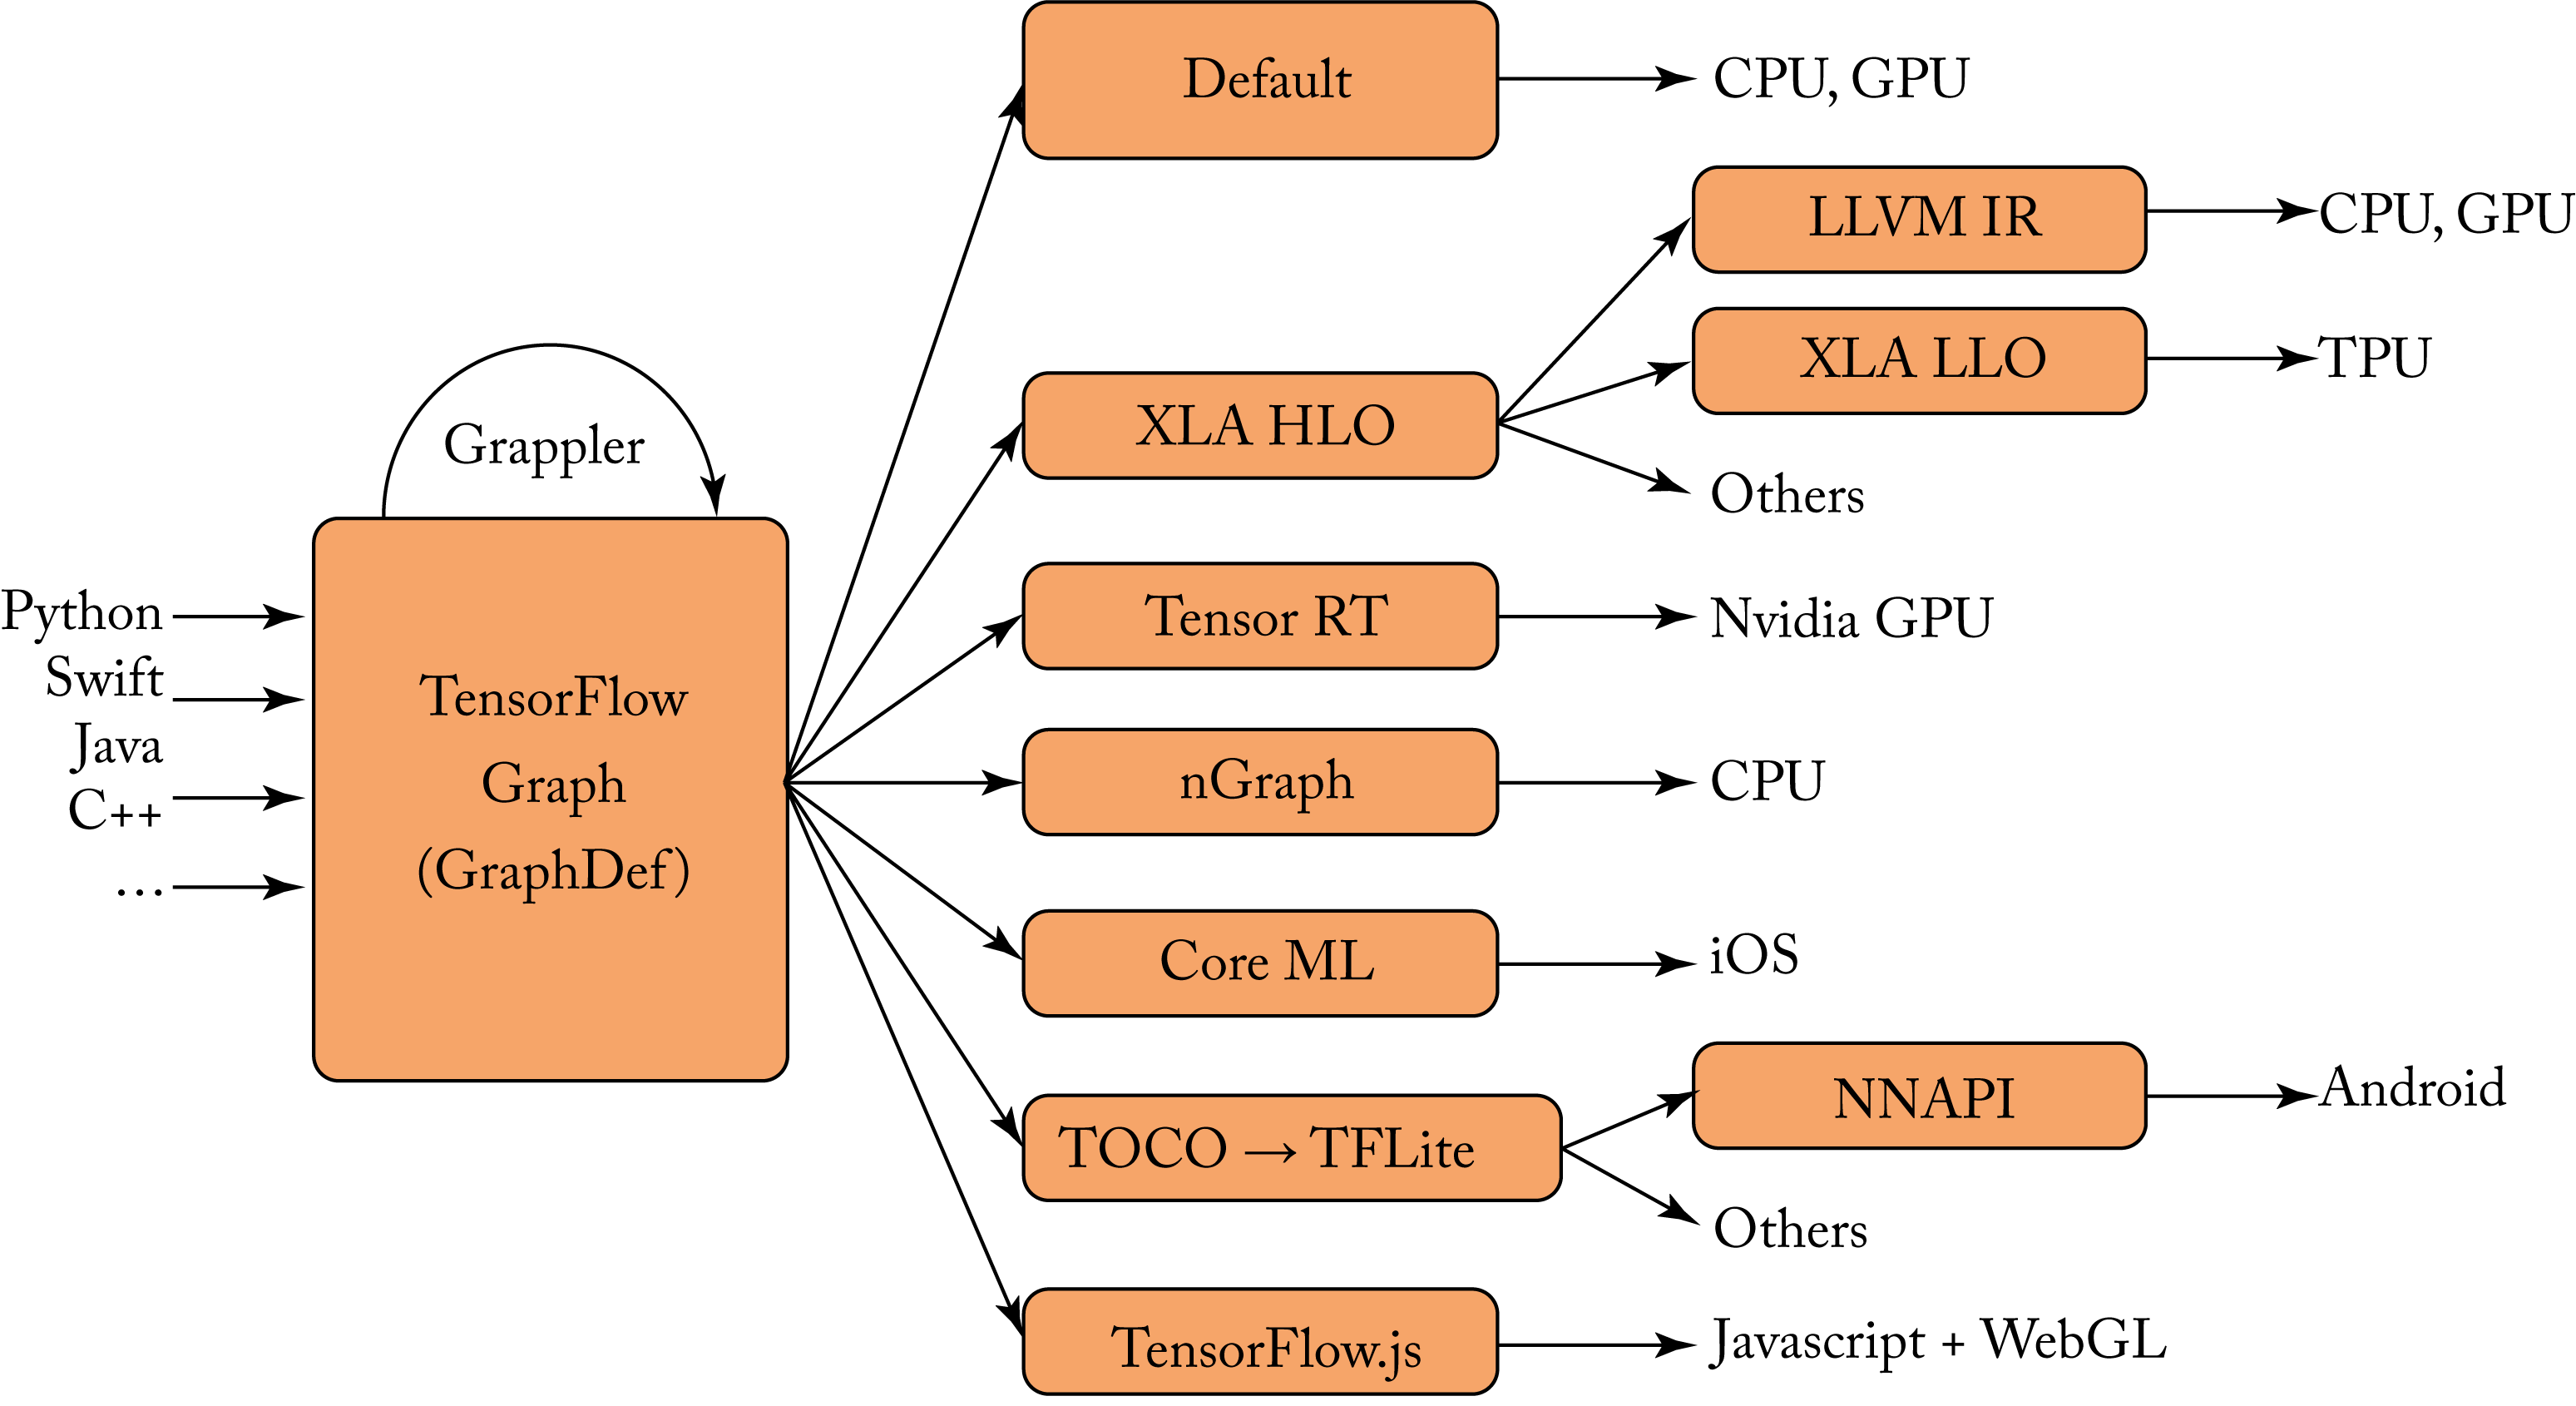 Default
CPU, GPU
LLVM IR
CPU, GPU
XLA LLO
TPU
XLA HLO
Others
Grappler
Python
Swift
Java
C++
...
TensorFlow
Graph
(GraphDef)
Tensor RT
Nvidia GPU
nGraph
CPU
Core ML
iOS
TOCO → TFLite
NNAPI
Android
Others
TensorFlow.js
Javascript + WebGL